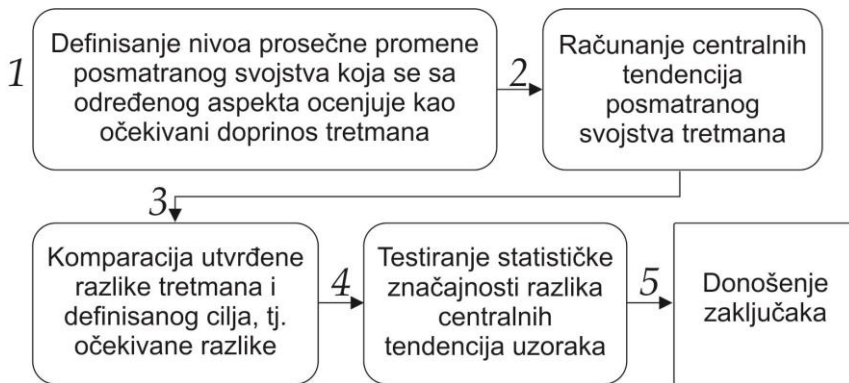 1
Definisanje nivoa prosečne promene
posmatranog svojstva koja se sa
određenog aspekta ocenjuje kao
očekivani doprinos tretmana
2
Računanje centralnih
tendencija
posmatranog
svojstva tretmana
3
Komparacija utvrđene
razlike tretmana i
definisanog cilja, tj.
očekivane razlike
4
Testiranje statističke
značajnosti razlika
centralnih
tendencija uzoraka
5
Donošenje
zaključaka